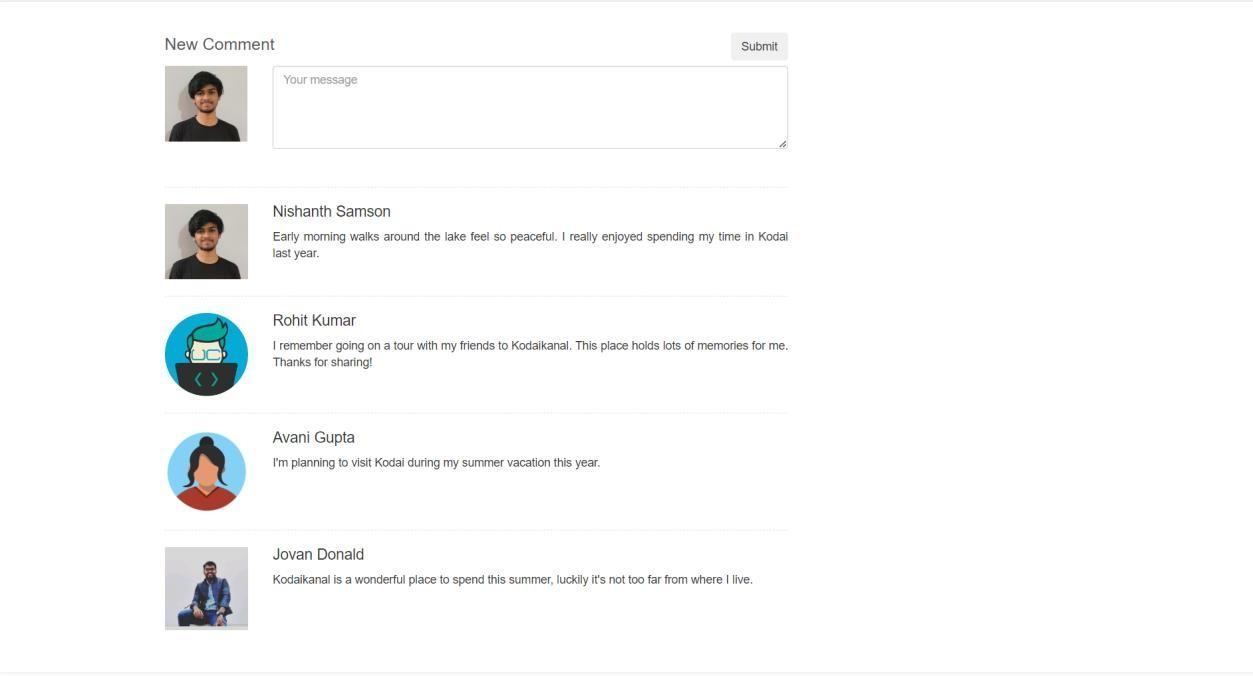 New Comment
Submit
Your message
Nishanth Samson
Early morning walks around the lake feel so peaceful. I really enjoyed spending my time in Kodai
last year.
Rohit Kumar
I remember going on a tour with my friends to Kodaikanal. This place holds lots of memories for me.
Thanks for sharing!
Avani Gupta
I'm planning to visit Kodai during my summer vacation this year.
Jovan Donald
Kodaikanal is a wonderful place to spend this summer, luckily it's not too far from where I live.